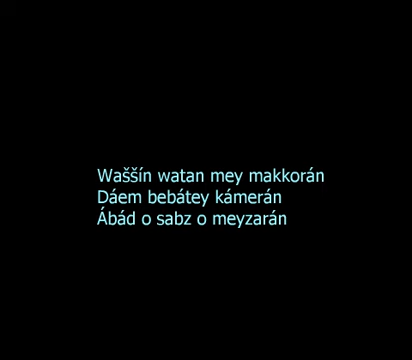 Waššín watan mey makkorán
Dáem bebátey kámerán
Ábád o sabz o meyzarán